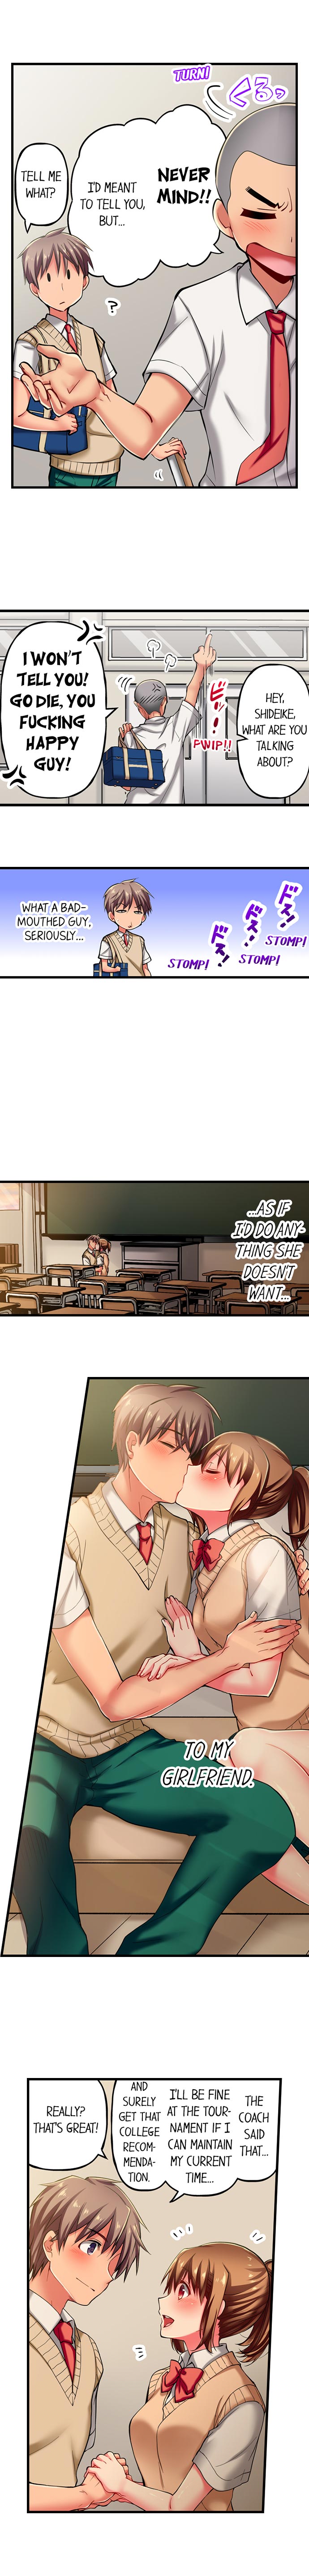 TURN!
くるっ
NEVER
MIND!!
I'D MEANT
TO TELL YOU,
BUT...
TELL ME
WHAT?
?
I WON'T
TELL YOU!
GO DIE, YOU
FUCKING
HAPPY
GUY!
ビッ!
FWIP!!
HEY,
SHIDEIKE,
WHAT ARE YOU
TALKING
ABOUT?
WHAT A BAD-
MOUTHED GUY,
SERIOUSLY...
ドス!
ドス!
ドス!
STOMP!
STOMP!
STOMP!
...AS IF
I'D DO ANY-
THING SHE
DOESN'T
WANT...
TO MY
GIRLFRIEND.
THE
COACH
SAID
THAT...
I'LL BE FINE
AT THE TOUR-
NAMENT IF I
CAN MAINTAIN
MY CURRENT
TIME...
AND
SURELY
GET THAT
COLLEGE
RECOM-
MENDA-
TION.
REALLY?
THAT'S GREAT!